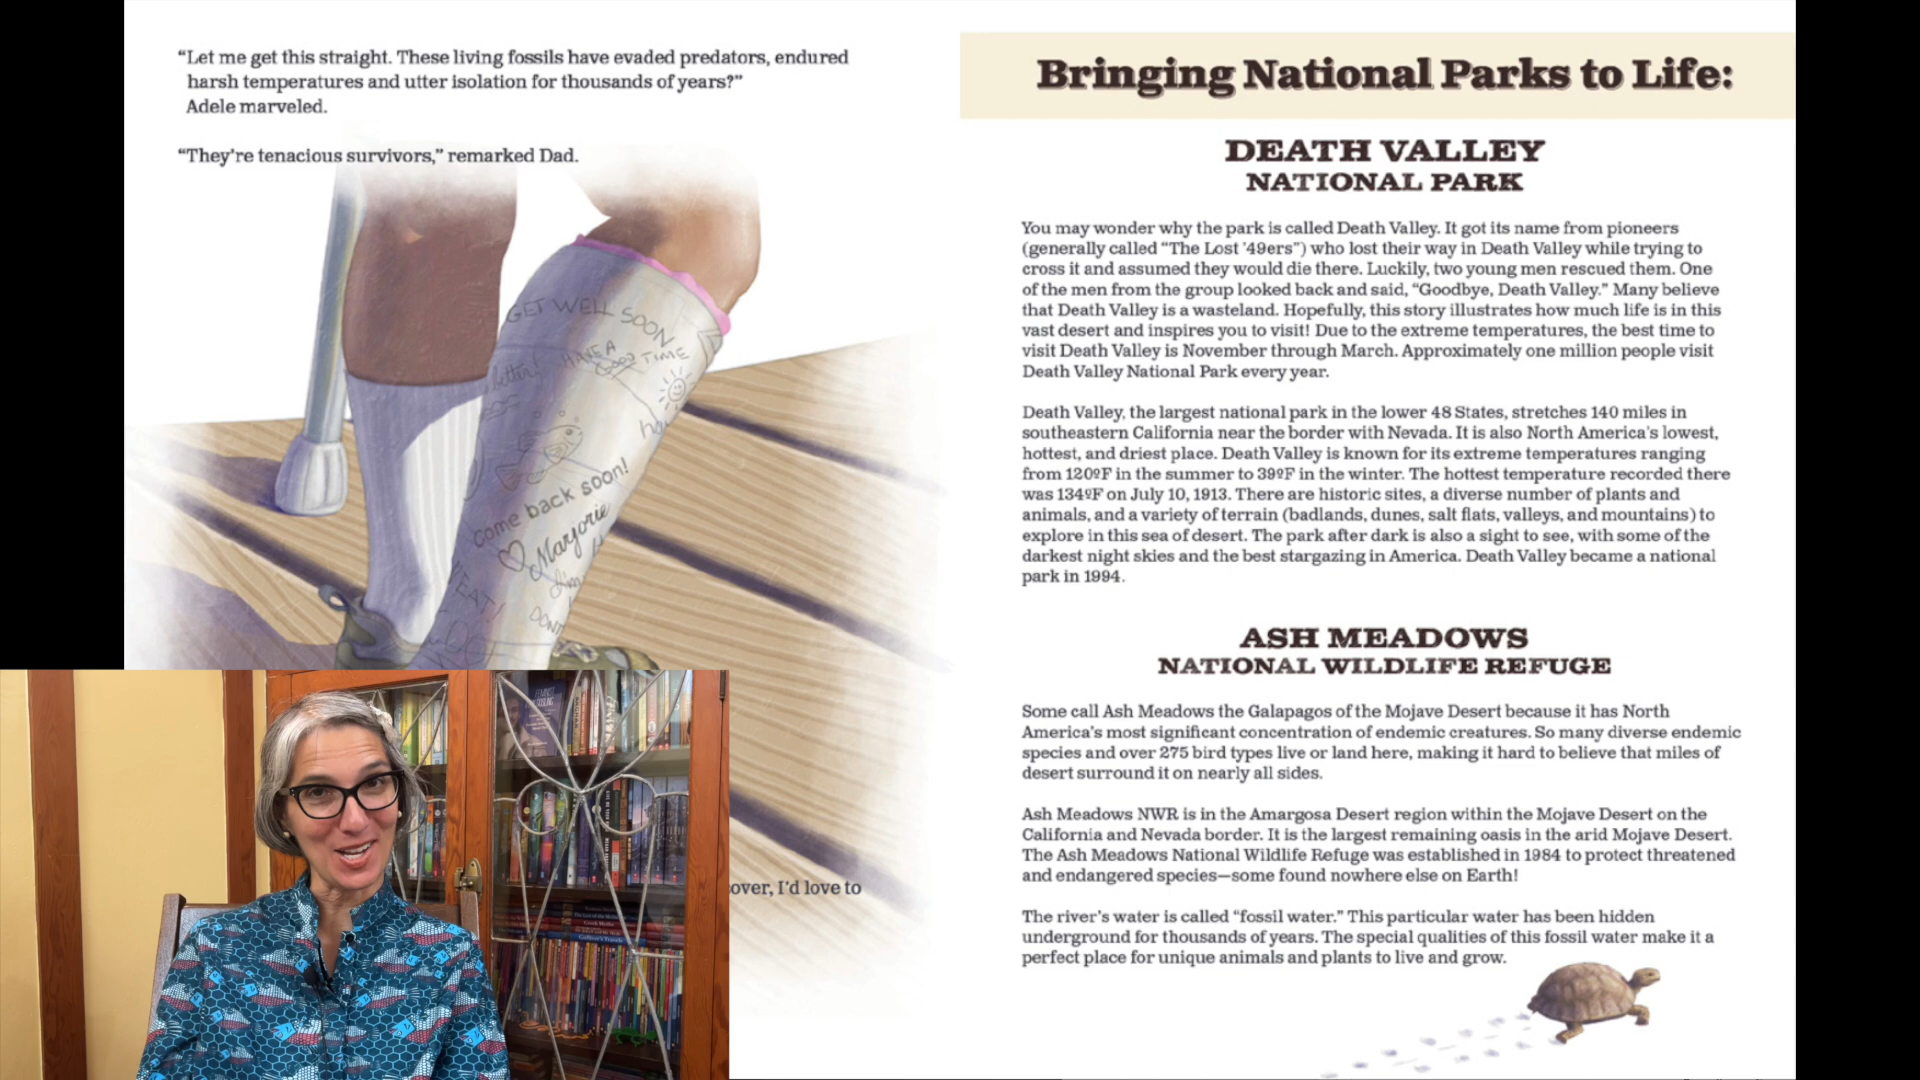 “Let me get this straight. These living fossils have evaded predators, endured
harsh temperatures and utter isolation for thousands of years?”
Adele marveled.
“They’re tenacious survivors,” remarked Dad.
GET WELL SOON
better!
HAVE A
GOOD TIME
come back soon!
Marjorie
I'm
DONT
over, I’d love to
Bringing National Parks to Life:
DEATH VALLEY
NATIONAL PARK
You may wonder why the park is called Death Valley. It got its name from pioneers
(generally called “The Lost ’49ers”) who lost their way in Death Valley while trying to
cross it and assumed they would die there. Luckily, two young men rescued them. One
of the men from the group looked back and said, “Goodbye, Death Valley.” Many believe
that Death Valley is a wasteland. Hopefully, this story illustrates how much life is in this
vast desert and inspires you to visit! Due to the extreme temperatures, the best time to
visit Death Valley is November through March. Approximately one million people visit
Death Valley National Park every year.
Death Valley, the largest national park in the lower 48 States, stretches 140 miles in
southeastern California near the border with Nevada. It is also North America’s lowest,
hottest, and driest place. Death Valley is known for its extreme temperatures ranging
from 120ºF in the summer to 39ºF in the winter. The hottest temperature recorded there
was 134ºF on July 10, 1913. There are historic sites, a diverse number of plants and
animals, and a variety of terrain (badlands, dunes, salt flats, valleys, and mountains) to
explore in this sea of desert. The park after dark is also a sight to see, with some of the
darkest night skies and the best stargazing in America. Death Valley became a national
park in 1994.
ASH MEADOWS
NATIONAL WILDLIFE REFUGE
Some call Ash Meadows the Galapagos of the Mojave Desert because it has North
America’s most significant concentration of endemic creatures. So many diverse endemic
species and over 275 bird types live or land here, making it hard to believe that miles of
desert surround it on nearly all sides.
Ash Meadows NWR is in the Amargosa Desert region within the Mojave Desert on the
California and Nevada border. It is the largest remaining oasis in the arid Mojave Desert.
The Ash Meadows National Wildlife Refuge was established in 1984 to protect threatened
and endangered species—some found nowhere else on Earth!
The river’s water is called “fossil water.” This particular water has been hidden
underground for thousands of years. The special qualities of this fossil water make it a
perfect place for unique animals and plants to live and grow.